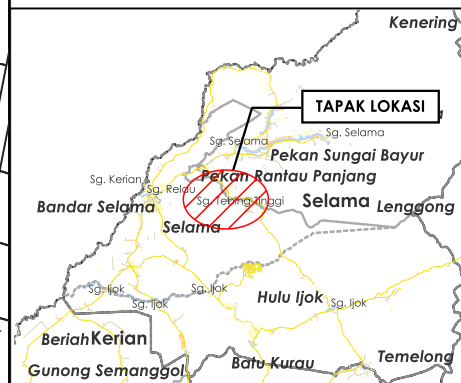 Kenering
TAPAK LOKASI
Sg. Selama
Sg. Selama
Pekan Sungai Bayur
Pekan Rantau Panjang
Sg. Kerian
Sg. Relau
Sg. Tebing Tinggi
Selama
Lenggong
Bandar Selama
Selama
Sg. Ijok
Sg. Ijok
Sg. Ijok
Hulu Ijok
Sg. Ijok
Beriah
Kerian
Gunong Semanggol
Batu Kurau
Temelong